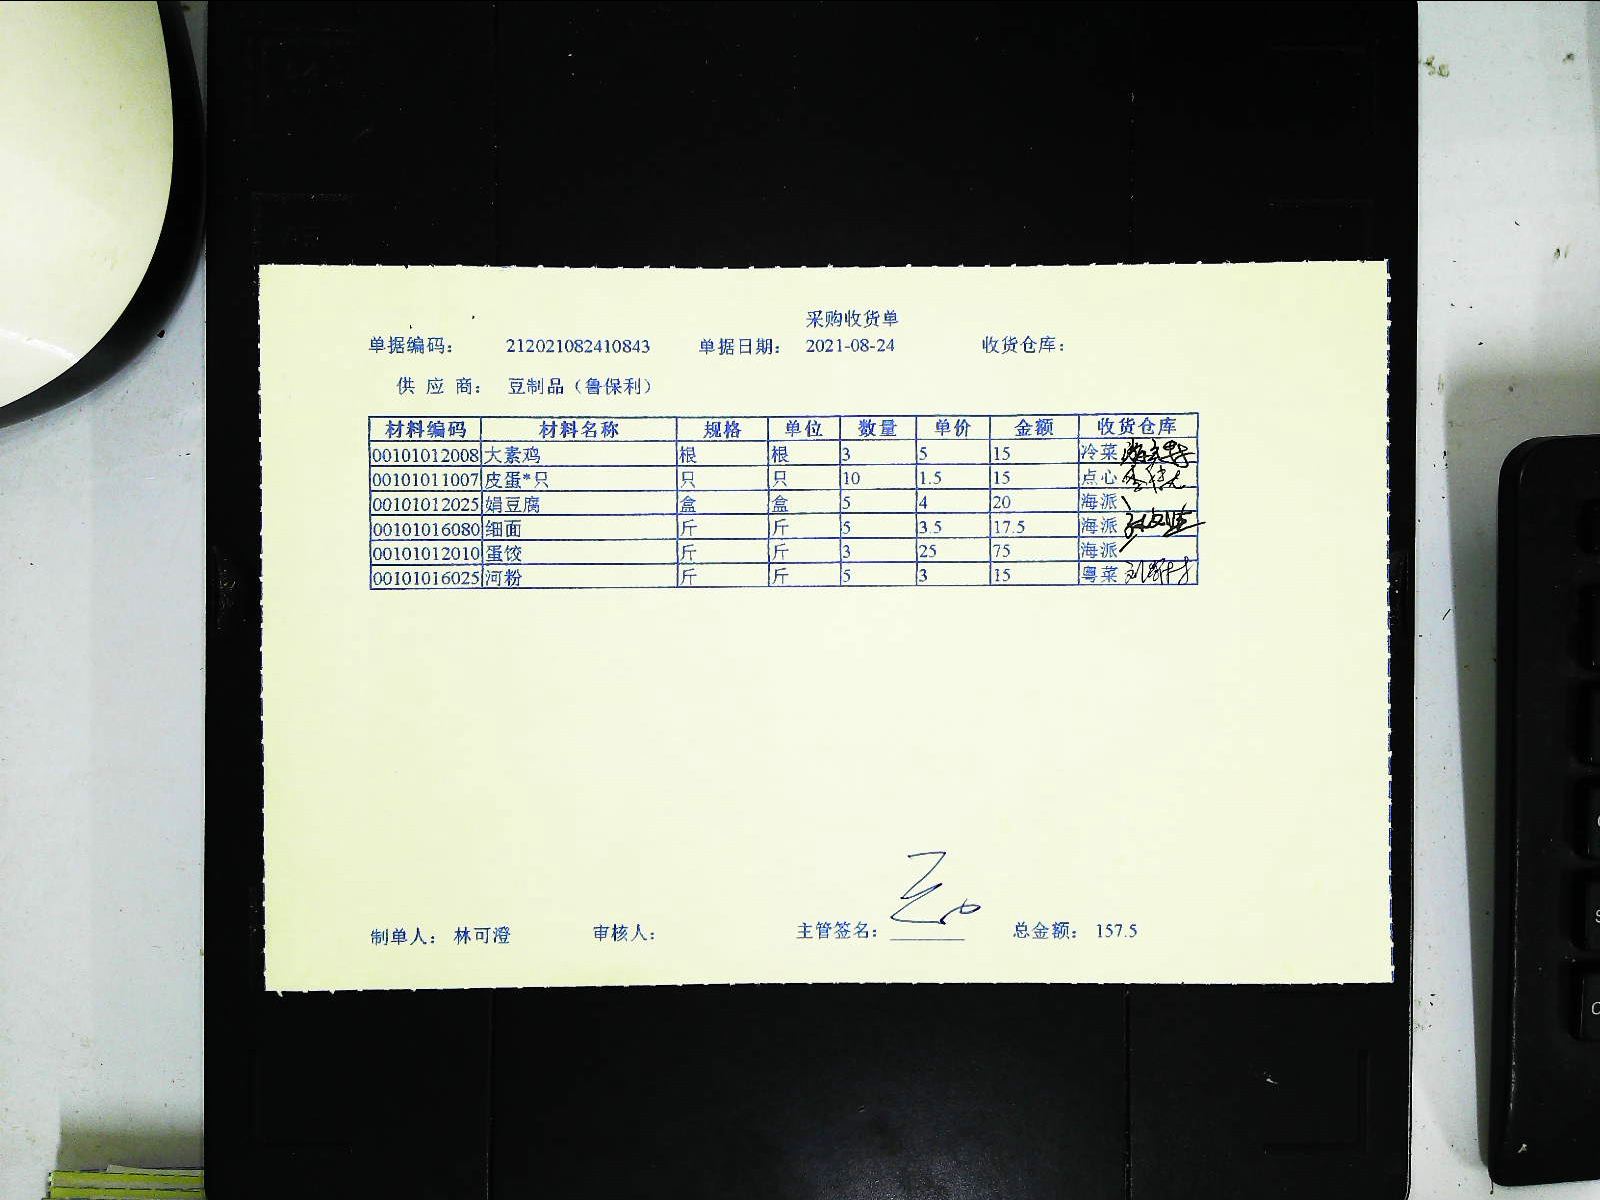 采购收货单
单据编码： 212021082410843 单据日期： 2021-08-24 收货仓库：
供 应 商： 豆制品（鲁保利）
材料编码 材料名称 规格 单位 数量 单价 金额 收货仓库
00101012008 大素鸡 根 根 3 5 15 冷菜
00101011007 皮蛋*只 只 只 10 1.5 15 点心
00101012025 娟豆腐 盒 盒 5 4 20 海派
00101016080 细面 斤 斤 5 3.5 17.5 海派
00101012010 蛋饺 斤 斤 3 25 75 海派
00101016025 河粉 斤 斤 5 3 15 粤菜
制单人： 林可澄 审核人： 主管签名： 总金额： 157.5